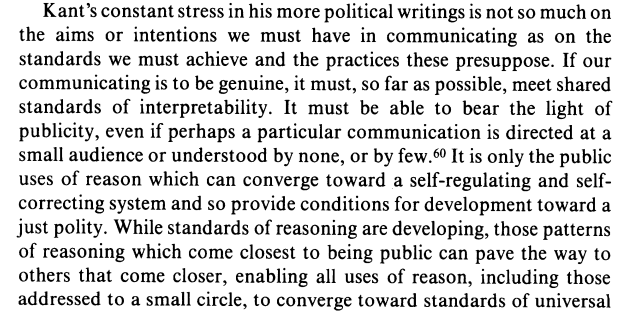 Kant's constant stress in his more political writings is not so much on
the aims or intentions we must have in communicating as on the
standards we must achieve and the practices these presuppose. If our
communicating is to be genuine, it must, so far as possible, meet shared
standards of interpretability. It must be able to bear the light of
publicity, even if perhaps a particular communication is directed at a
small audience or understood by none, or by few.⁶⁰ It is only the public
uses of reason which can converge toward a self-regulating and self-
correcting system and so provide conditions for development toward a
just polity. While standards of reasoning are developing, those patterns
of reasoning which come closest to being public can pave the way to
others that come closer, enabling all uses of reason, including those
addressed to a small circle, to converge toward standards of universal